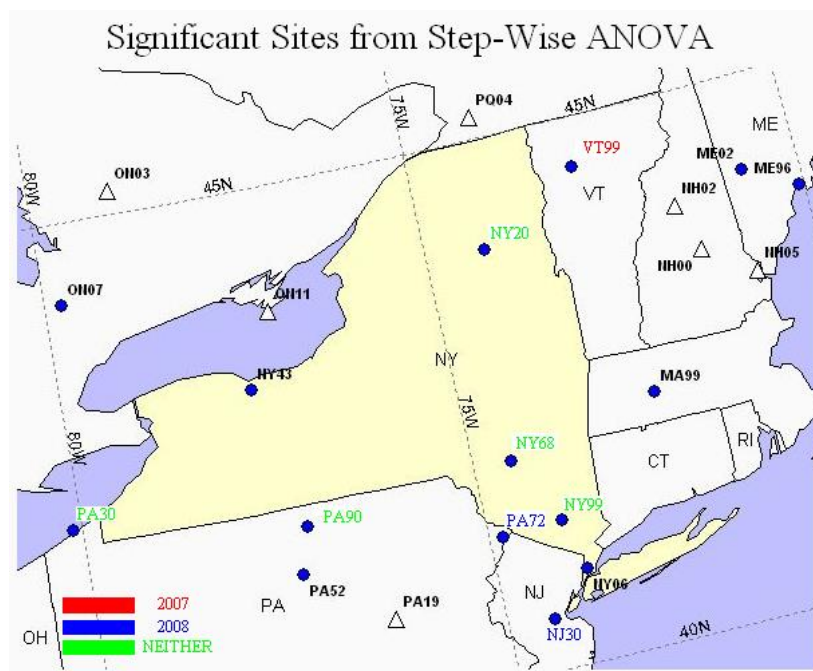 Significant Sites from Step-Wise ANOVA
PQ04
45N
75W
ME
VT99
ME02
ME96
80W
ON03
45N
VT
NH02
NY20
NH00
NH05
ON07
ON11
NY
NY43
MA99
75W
80W
NY68
CT
RI
PA30
PA90
NY99
PA72
PA52
NY06
2007
PA
PA19
NJ
2008
NJ30
40N
OH
NEITHER